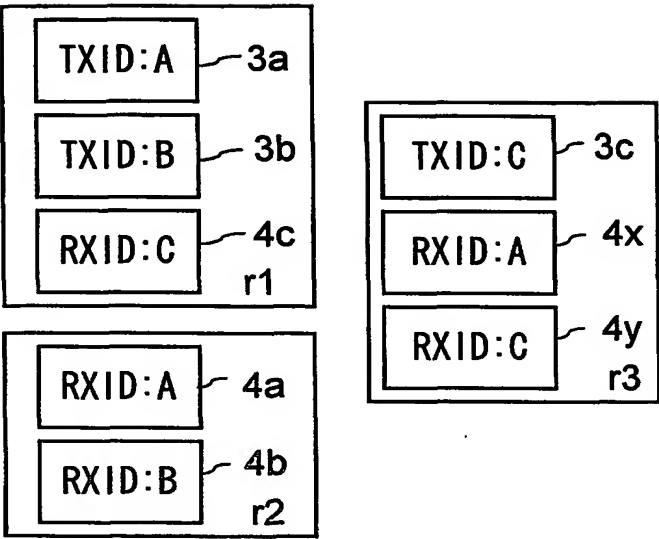 TXID:A 3a
TXID:B 3b
RXID:C 4c
r1
RXID:A 4a
RXID:B 4b
r2
TXID:C 3c
RXID:A 4x
RXID:C 4y
r3